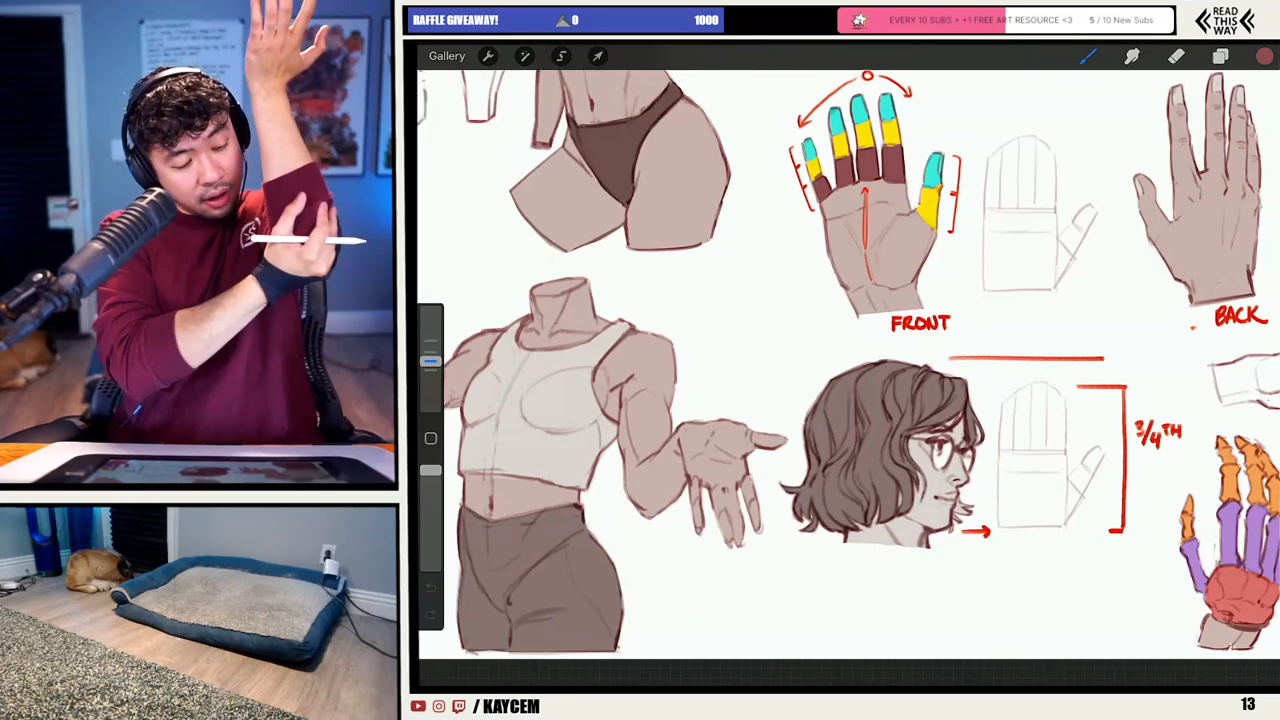 RAFFLE GIVEAWAY!
0
1000
EVERY 10 SUBS = +1 FREE ART RESOURCE <3
5 / 10 New Subs
READ
THIS
WAY
Gallery
FRONT
BACK
3/4TH
/ KAYCEM
13